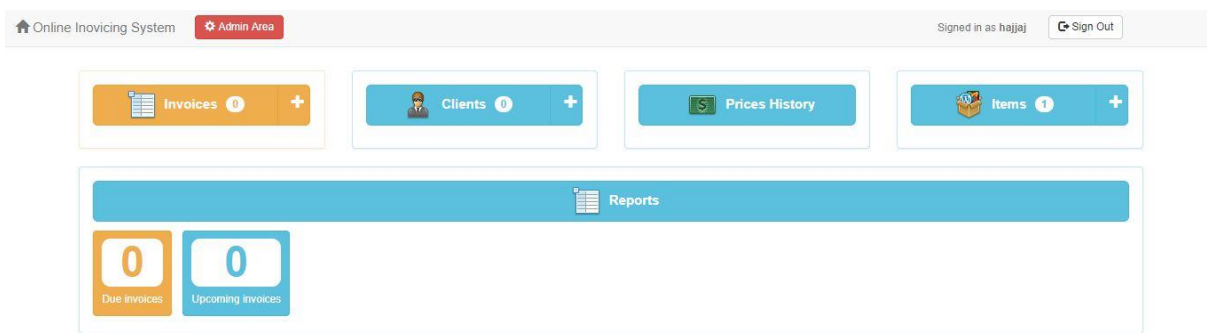 Online Inovicing System Admin Area Signed in as hajjaj Sign Out
Invoices 0 + Clients 0 + Prices History Items 1 +
Reports
0 0
Due invoices Upcoming invoices